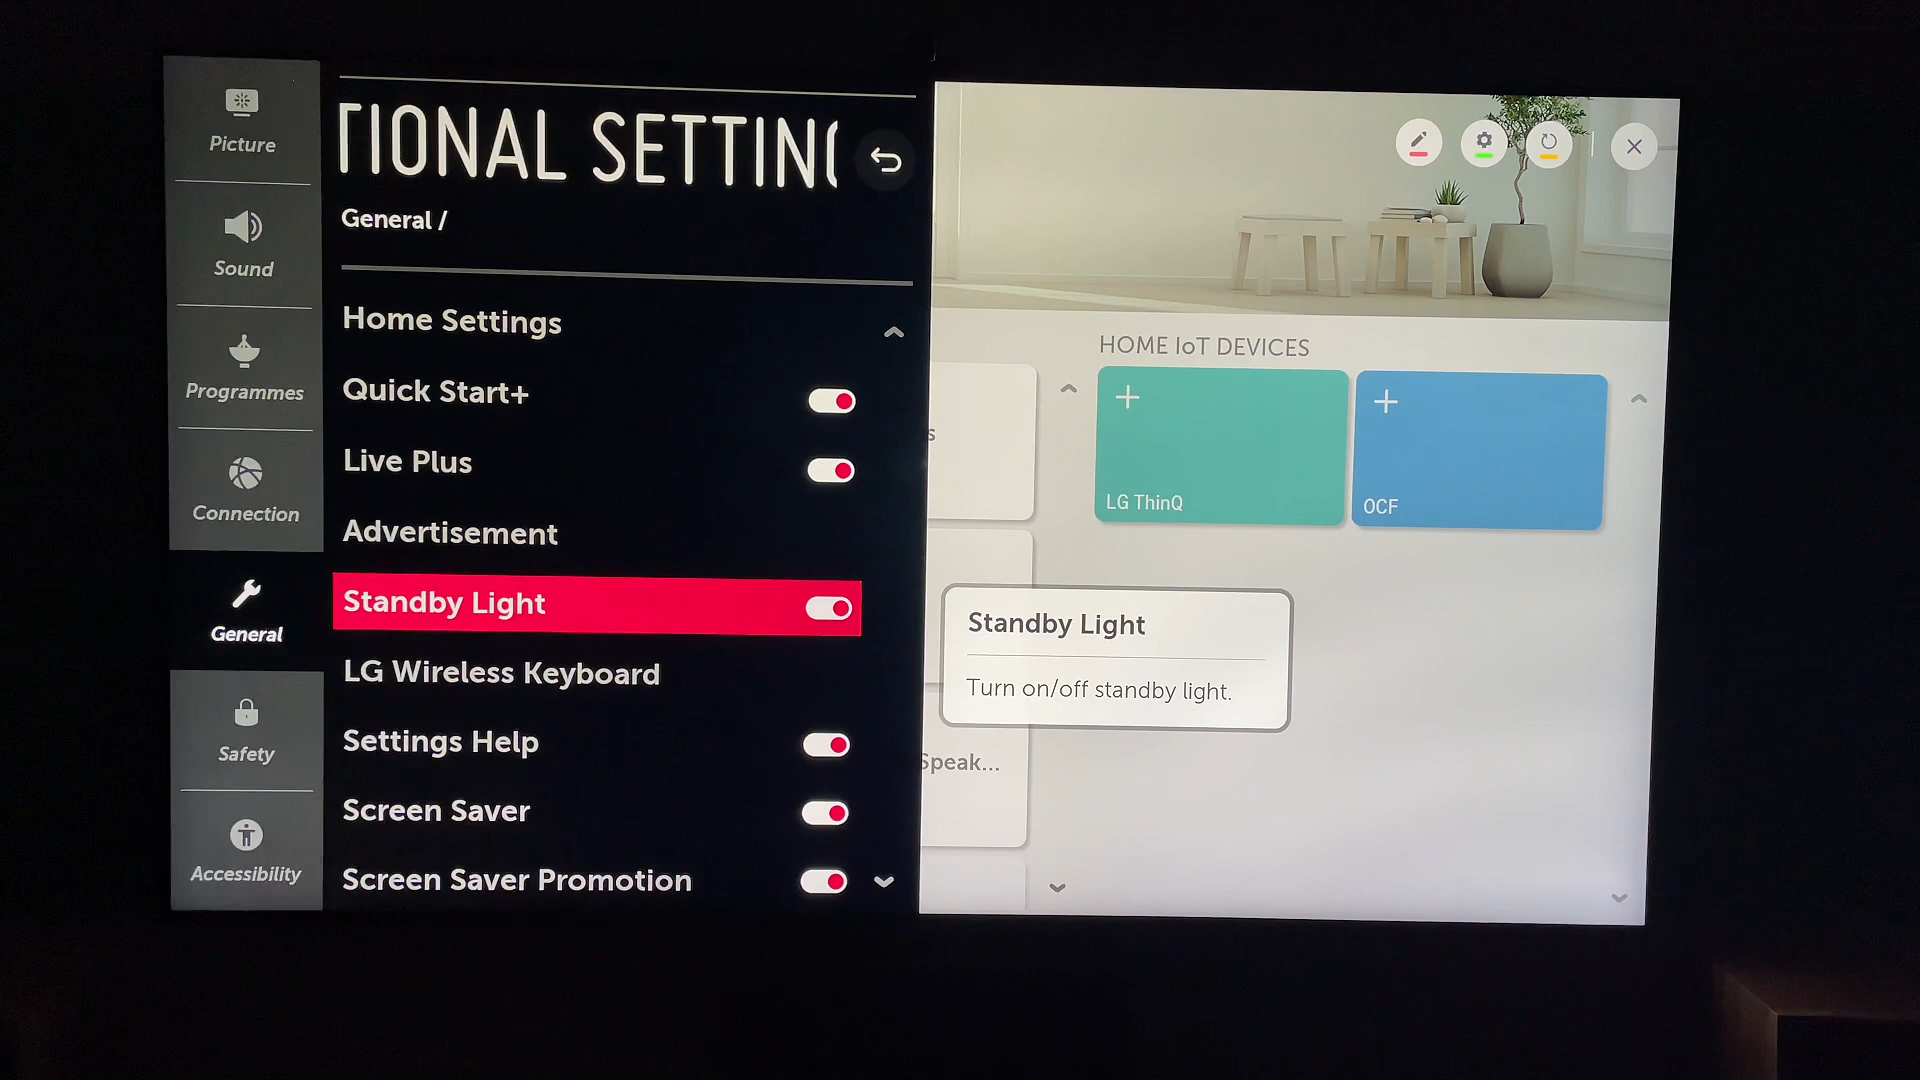 Picture
Sound
Programmes
Connection
General
Safety
Accessibility
TIONAL SETTIN
General /
Home Settings
Quick Start+
Live Plus
Advertisement
Standby Light
LG Wireless Keyboard
Settings Help
Screen Saver
Screen Saver Promotion
s
Speak...
HOME IoT DEVICES
LG ThinQ
OCF
Standby Light
Turn on/off standby light.